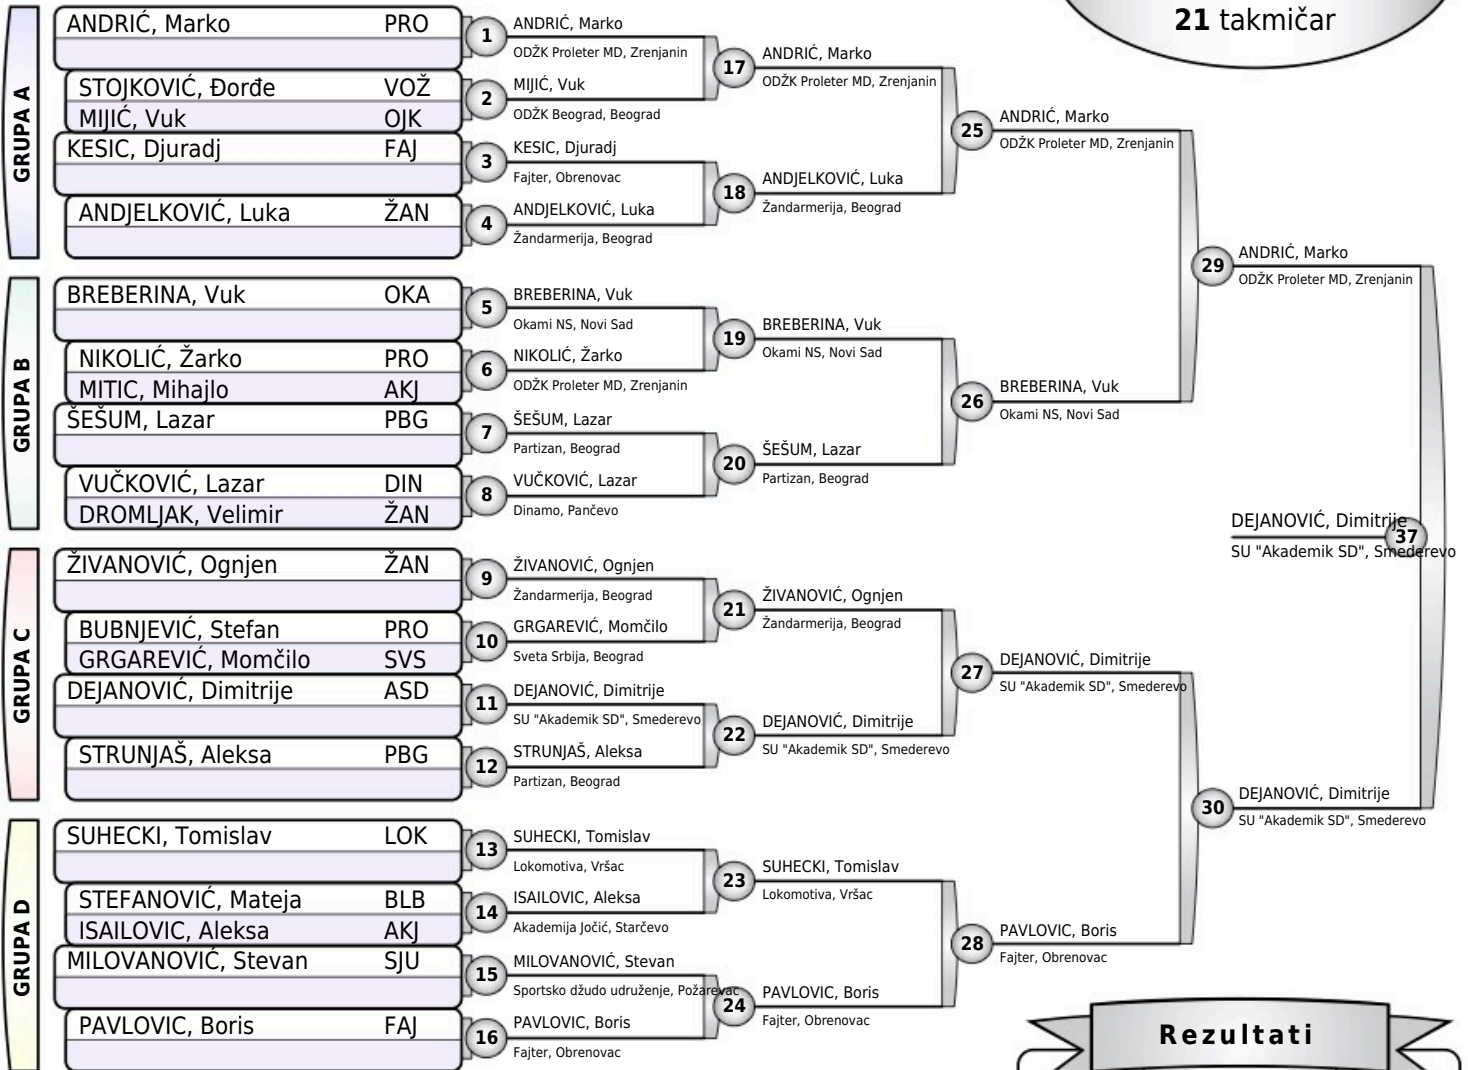 21 takmičar
GRUPA A
ANDRIĆ, Marko PRO
STOJKOVIĆ, Đorđe VOŽ
MIJIĆ, Vuk OJK
KESIC, Djuradj FAJ
ANDJELKOVIĆ, Luka ŽAN
GRUPA B
BREBERINA, Vuk OKA
NIKOLIĆ, Žarko PRO
MITIC, Mihajlo AKJ
ŠEŠUM, Lazar PBG
VUČKOVIĆ, Lazar DIN
DROMLJAK, Velimir ŽAN
GRUPA C
ŽIVANOVIĆ, Ognjen ŽAN
BUBNJEVIĆ, Stefan PRO
GRGAREVIĆ, Momčilo SVS
DEJANOVIĆ, Dimitrije ASD
STRUNJAŠ, Aleksa PBG
GRUPA D
SUHECKI, Tomislav LOK
STEFANOVIĆ, Mateja BLB
ISAILOVIC, Aleksa AKJ
MILOVANOVIĆ, Stevan SJU
PAVLOVIC, Boris FAJ
1 ANDRIĆ, Marko
ODŽK Proleter MD, Zrenjanin
2 MIJIĆ, Vuk
ODŽK Beograd, Beograd
3 KESIC, Djuradj
Fajter, Obrenovac
4 ANDJELKOVIĆ, Luka
Žandarmerija, Beograd
5 BREBERINA, Vuk
Okami NS, Novi Sad
6 NIKOLIĆ, Žarko
ODŽK Proleter MD, Zrenjanin
7 ŠEŠUM, Lazar
Partizan, Beograd
8 VUČKOVIĆ, Lazar
Dinamo, Pančevo
9 ŽIVANOVIĆ, Ognjen
Žandarmerija, Beograd
10 GRGAREVIĆ, Momčilo
Sveta Srbija, Beograd
11 DEJANOVIĆ, Dimitrije
SU "Akademik SD", Smederevo
12 STRUNJAŠ, Aleksa
Partizan, Beograd
13 SUHECKI, Tomislav
Lokomotiva, Vršac
14 ISAILOVIC, Aleksa
Akademija Jočić, Starčevo
15 MILOVANOVIĆ, Stevan
Sportsko džudo udruženje, Požarevac
16 PAVLOVIC, Boris
Fajter, Obrenovac
17 ANDRIĆ, Marko
ODŽK Proleter MD, Zrenjanin
18 ANDJELKOVIĆ, Luka
Žandarmerija, Beograd
19 BREBERINA, Vuk
Okami NS, Novi Sad
20 ŠEŠUM, Lazar
Partizan, Beograd
21 ŽIVANOVIĆ, Ognjen
Žandarmerija, Beograd
22 DEJANOVIĆ, Dimitrije
SU "Akademik SD", Smederevo
23 SUHECKI, Tomislav
Lokomotiva, Vršac
24 PAVLOVIC, Boris
Fajter, Obrenovac
25 ANDRIĆ, Marko
ODŽK Proleter MD, Zrenjanin
26 BREBERINA, Vuk
Okami NS, Novi Sad
27 DEJANOVIĆ, Dimitrije
SU "Akademik SD", Smederevo
28 PAVLOVIC, Boris
Fajter, Obrenovac
29 ANDRIĆ, Marko
ODŽK Proleter MD, Zrenjanin
30 DEJANOVIĆ, Dimitrije
SU "Akademik SD", Smederevo
DEJANOVIĆ, Dimitrije
37
SU "Akademik SD", Smederevo
Rezultati